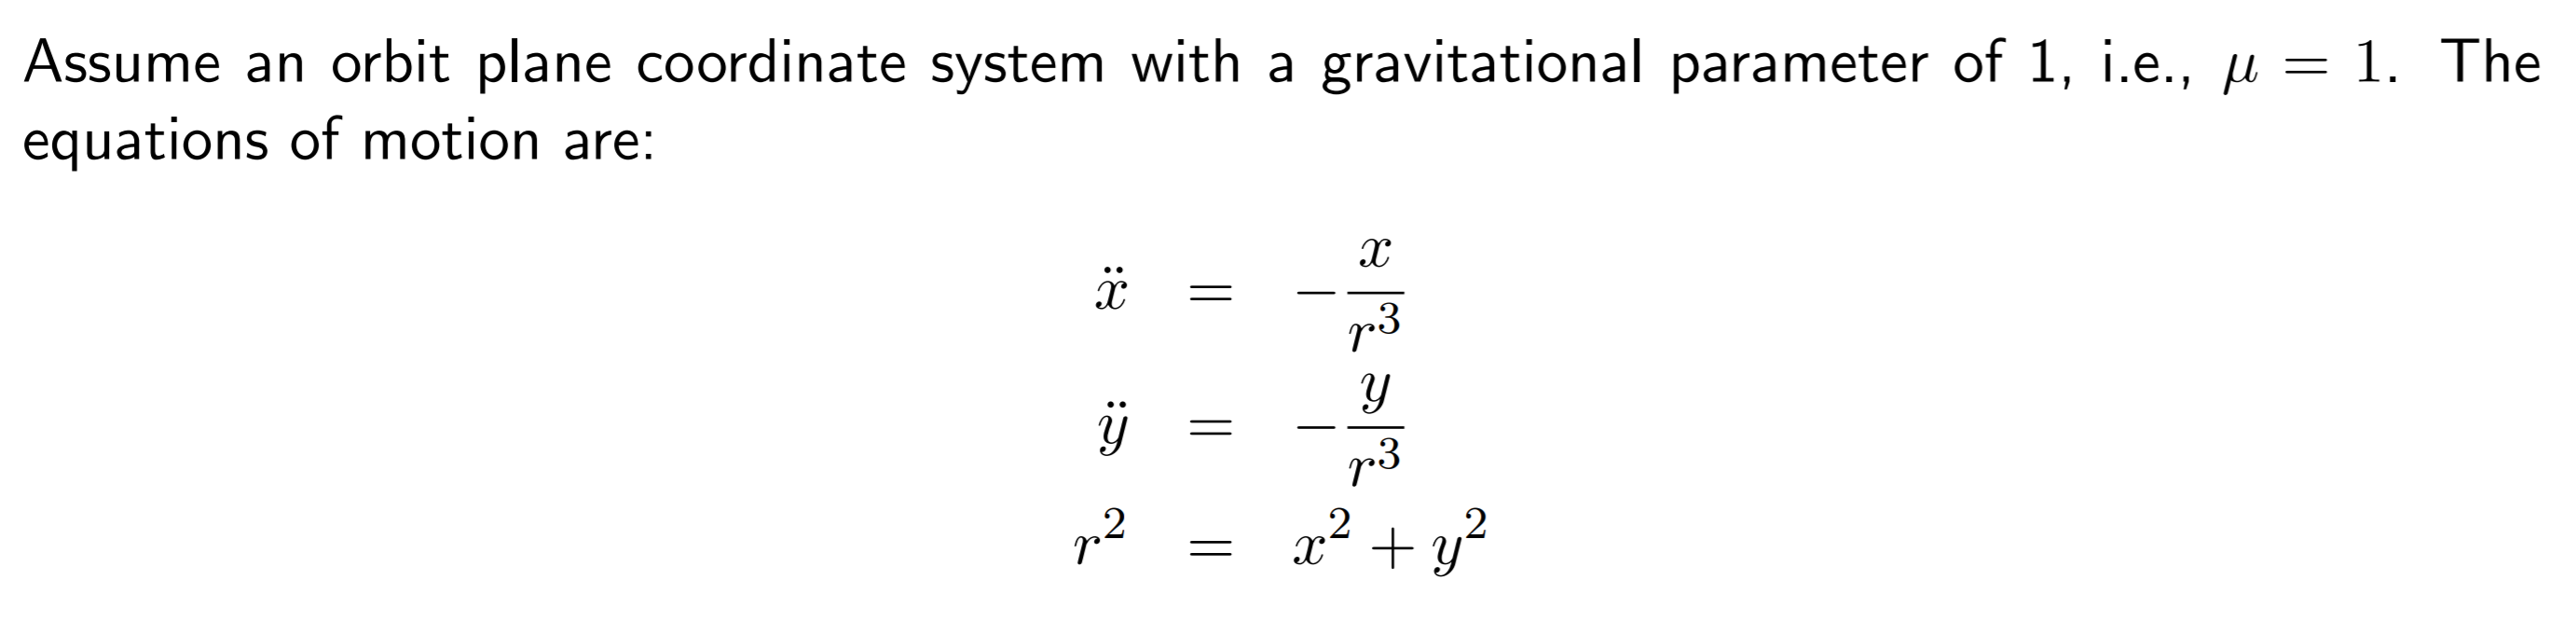 Assume an orbit plane coordinate system with a gravitational parameter of 1, i.e., μ = 1. The
equations of motion are:
ẍ = −x/r³
ÿ = −y/r³
r² = x² + y²